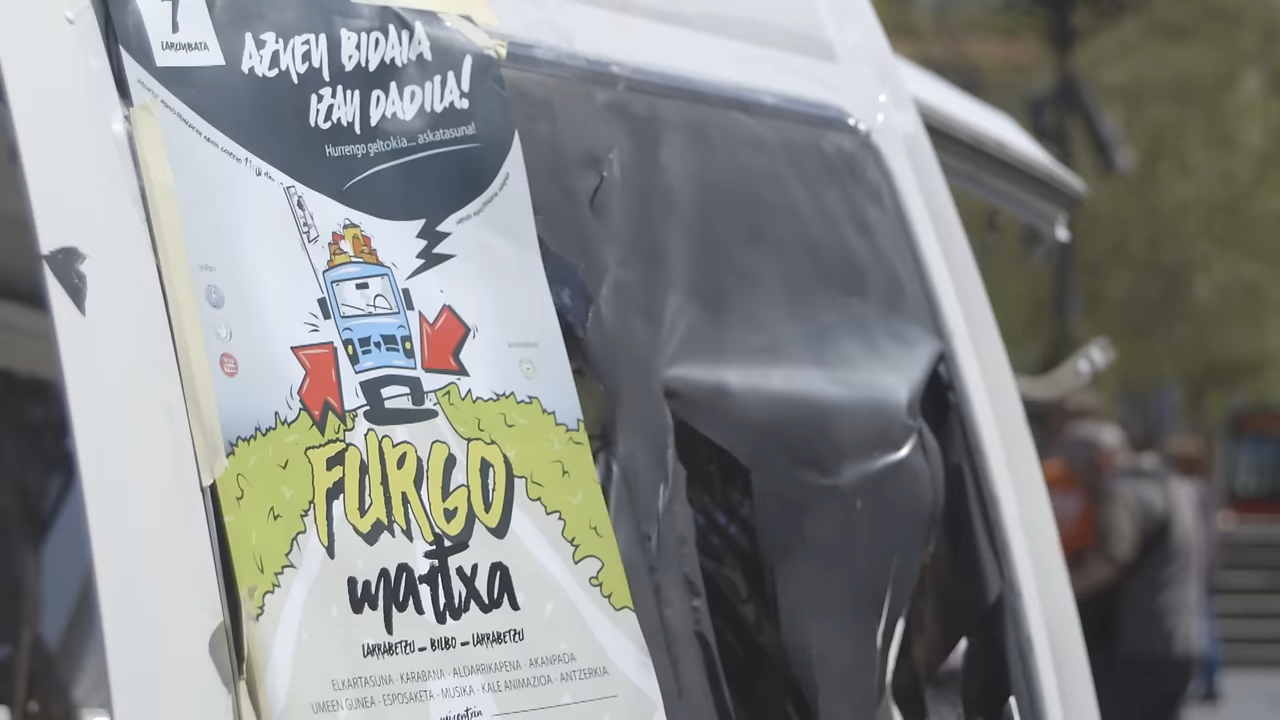 7
LARUNBATA
AZKEN BIDAIA
IZAN DADILA!
Hurrengo geltokia... askatasuna!
FURGO
martxa
LARRABETZU - BILBO - LARRABETZU
ELKARTASUNA - KARABANA - ALDARRIKAPENA - AKANPADA
UMEEN GUNEA - ESPOSAKETA - MUSIKA - KALE ANIMAZIOA - ANTZERKIA